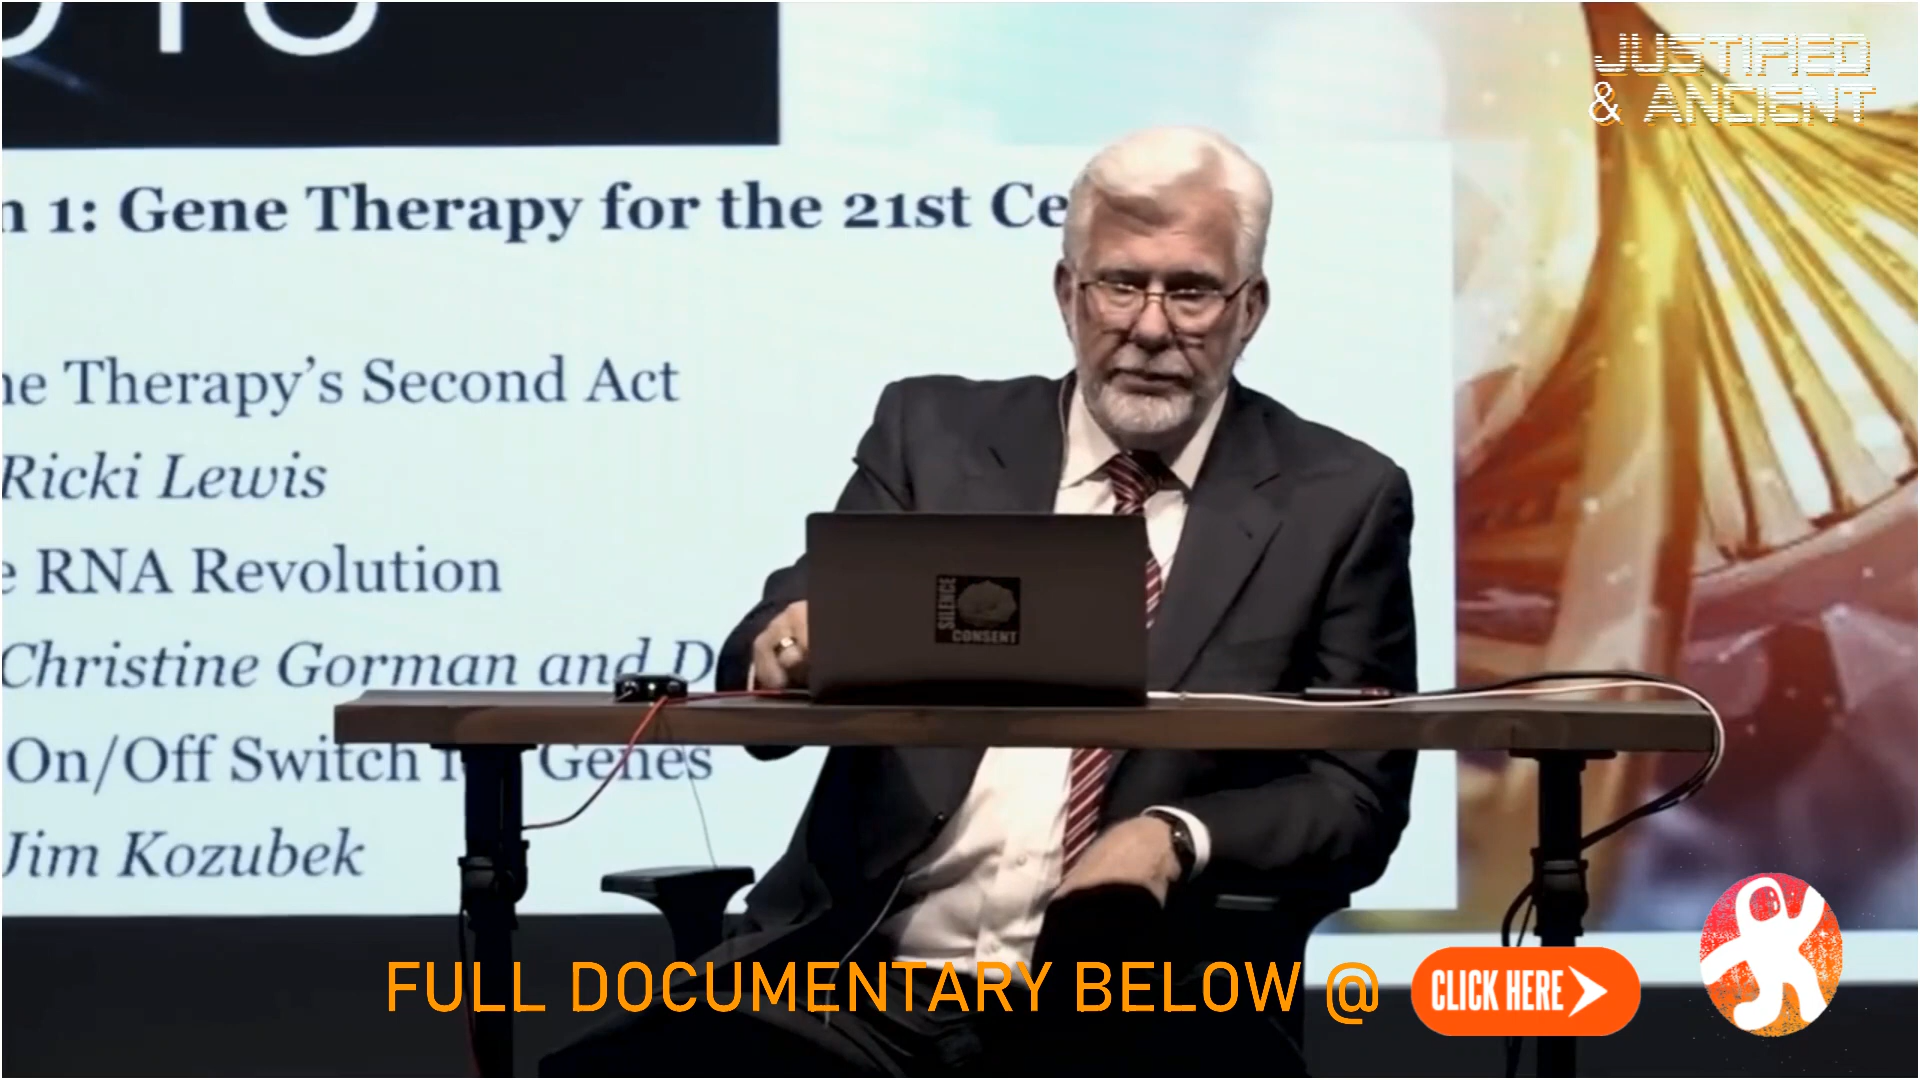 JUSTIFIED
& ANCIENT
n 1: Gene Therapy for the 21st Ce
ne Therapy's Second Act
Ricki Lewis
e RNA Revolution
Christine Gorman and D
On/Off Switch f Genes
Jim Kozubek
SILENCE
CONSENT
FULL DOCUMENTARY BELOW @
CLICK HERE